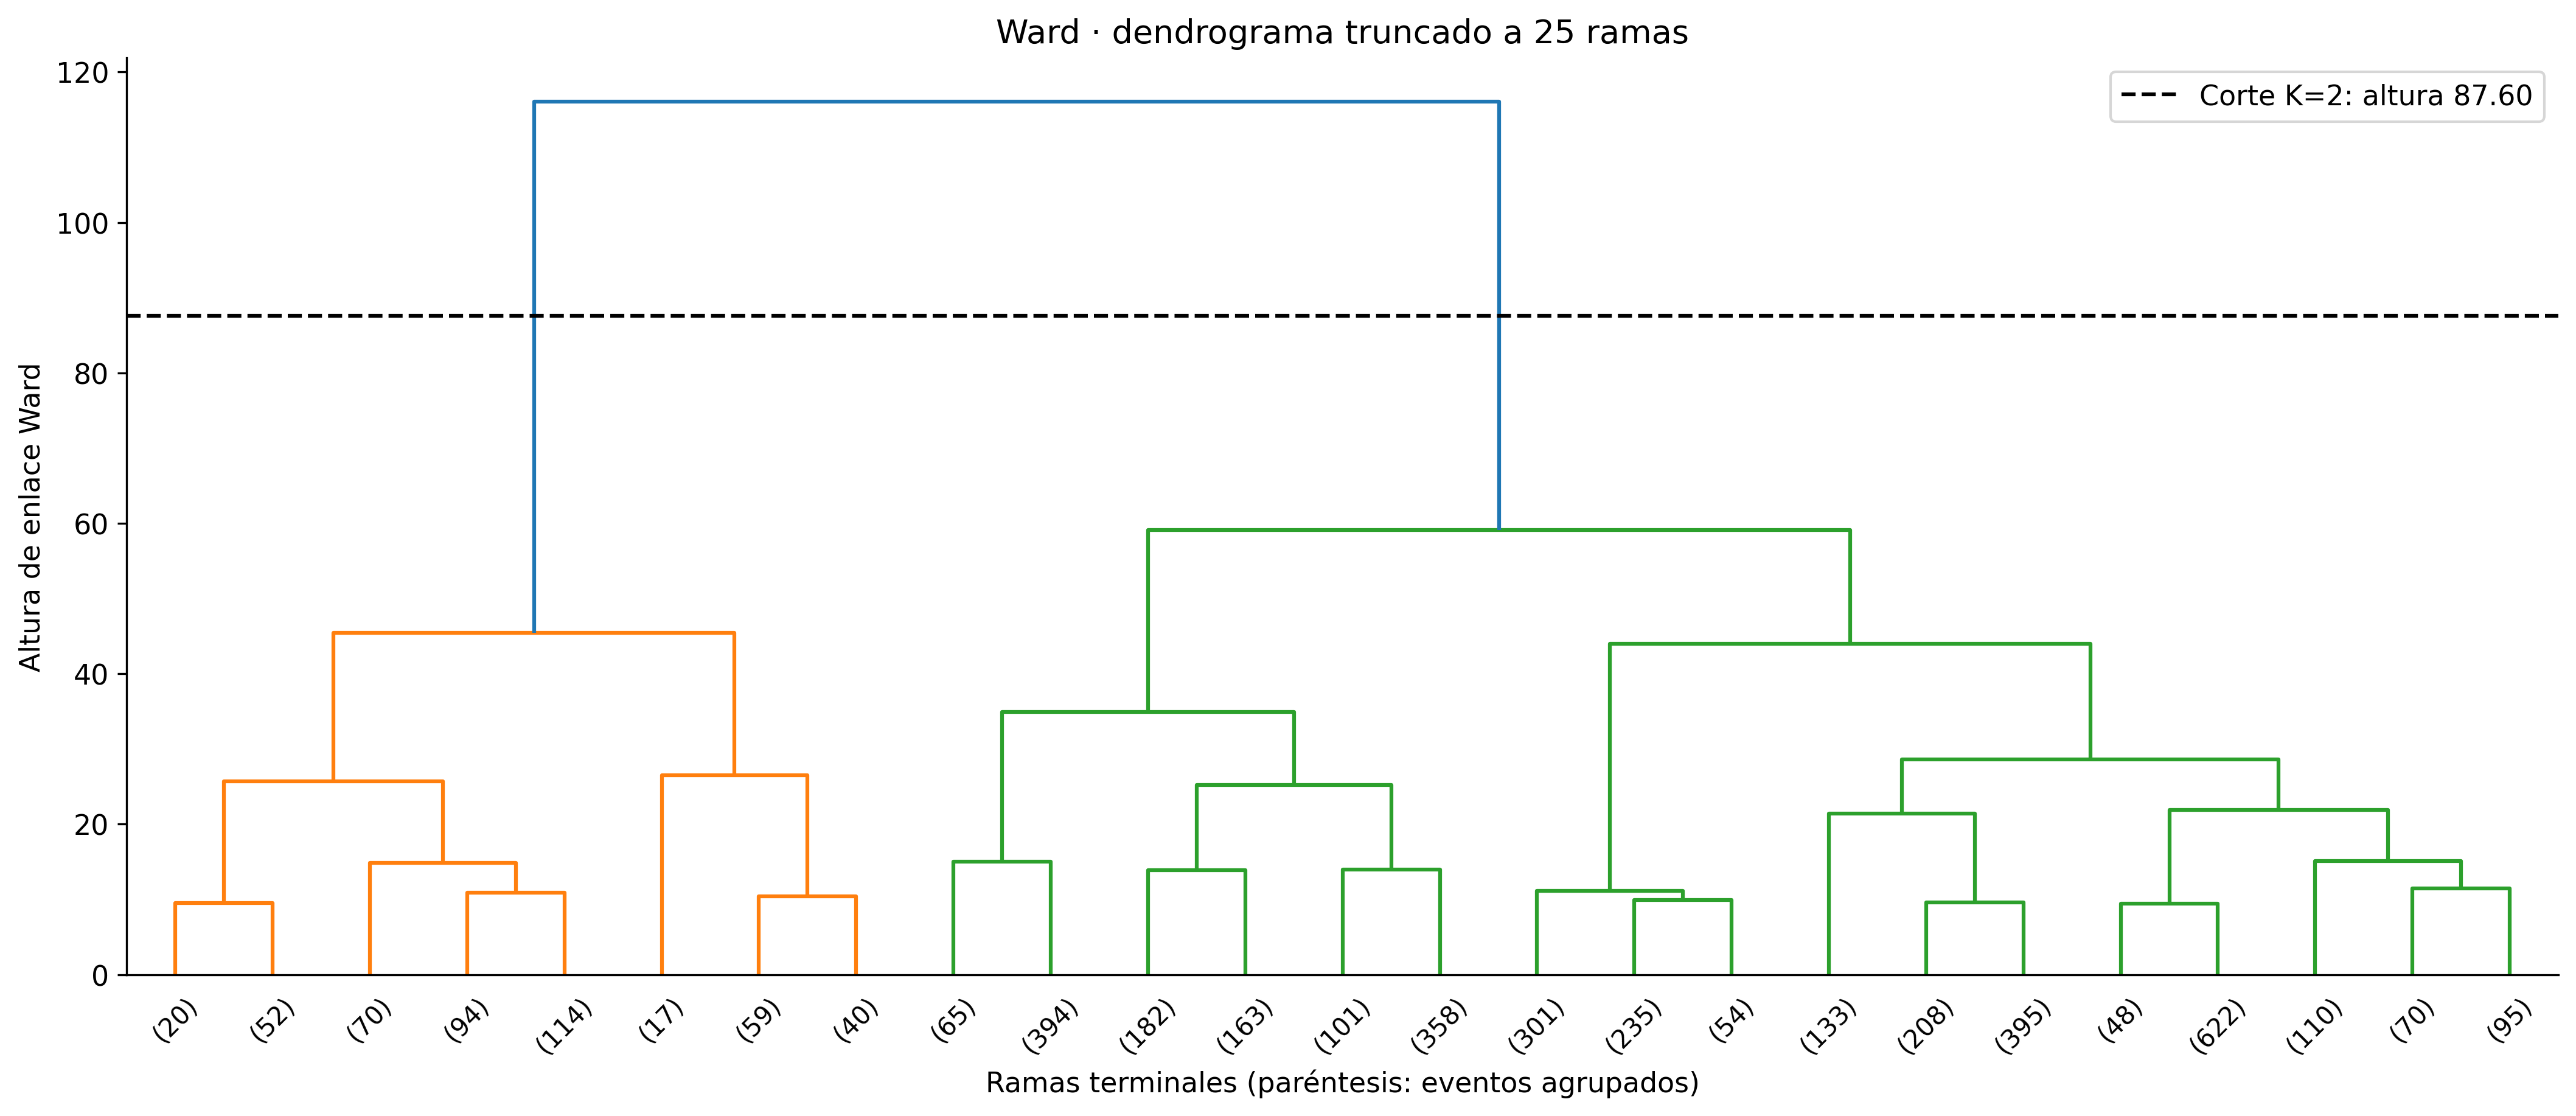 Ward · dendrograma truncado a 25 ramas
Corte K=2: altura 87.60
Altura de enlace Ward
120
100
80
60
40
20
0
(20) (52) (70) (94) (114) (17) (59) (40) (65) (394) (182) (163) (101) (358) (301) (235) (54) (133) (208) (395) (48) (622) (110) (70) (95)
Ramas terminales (paréntesis: eventos agrupados)